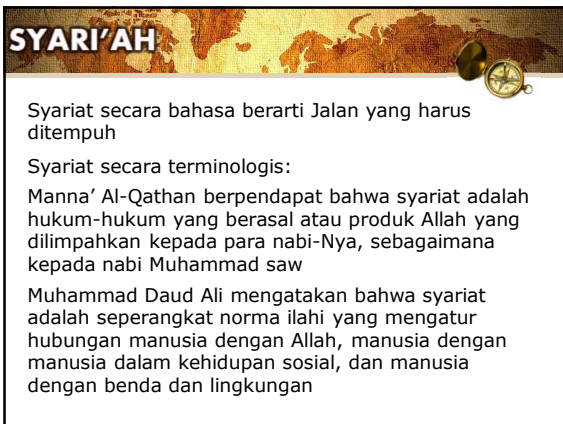 SYARI'AH
Syariat secara bahasa berarti Jalan yang harus
ditempuh
Syariat secara terminologis:
Manna' Al-Qathan berpendapat bahwa syariat adalah
hukum-hukum yang berasal atau produk Allah yang
dilimpahkan kepada para nabi-Nya, sebagaimana
kepada nabi Muhammad saw
Muhammad Daud Ali mengatakan bahwa syariat
adalah seperangkat norma ilahi yang mengatur
hubungan manusia dengan Allah, manusia dengan
manusia dalam kehidupan sosial, dan manusia
dengan benda dan lingkungan